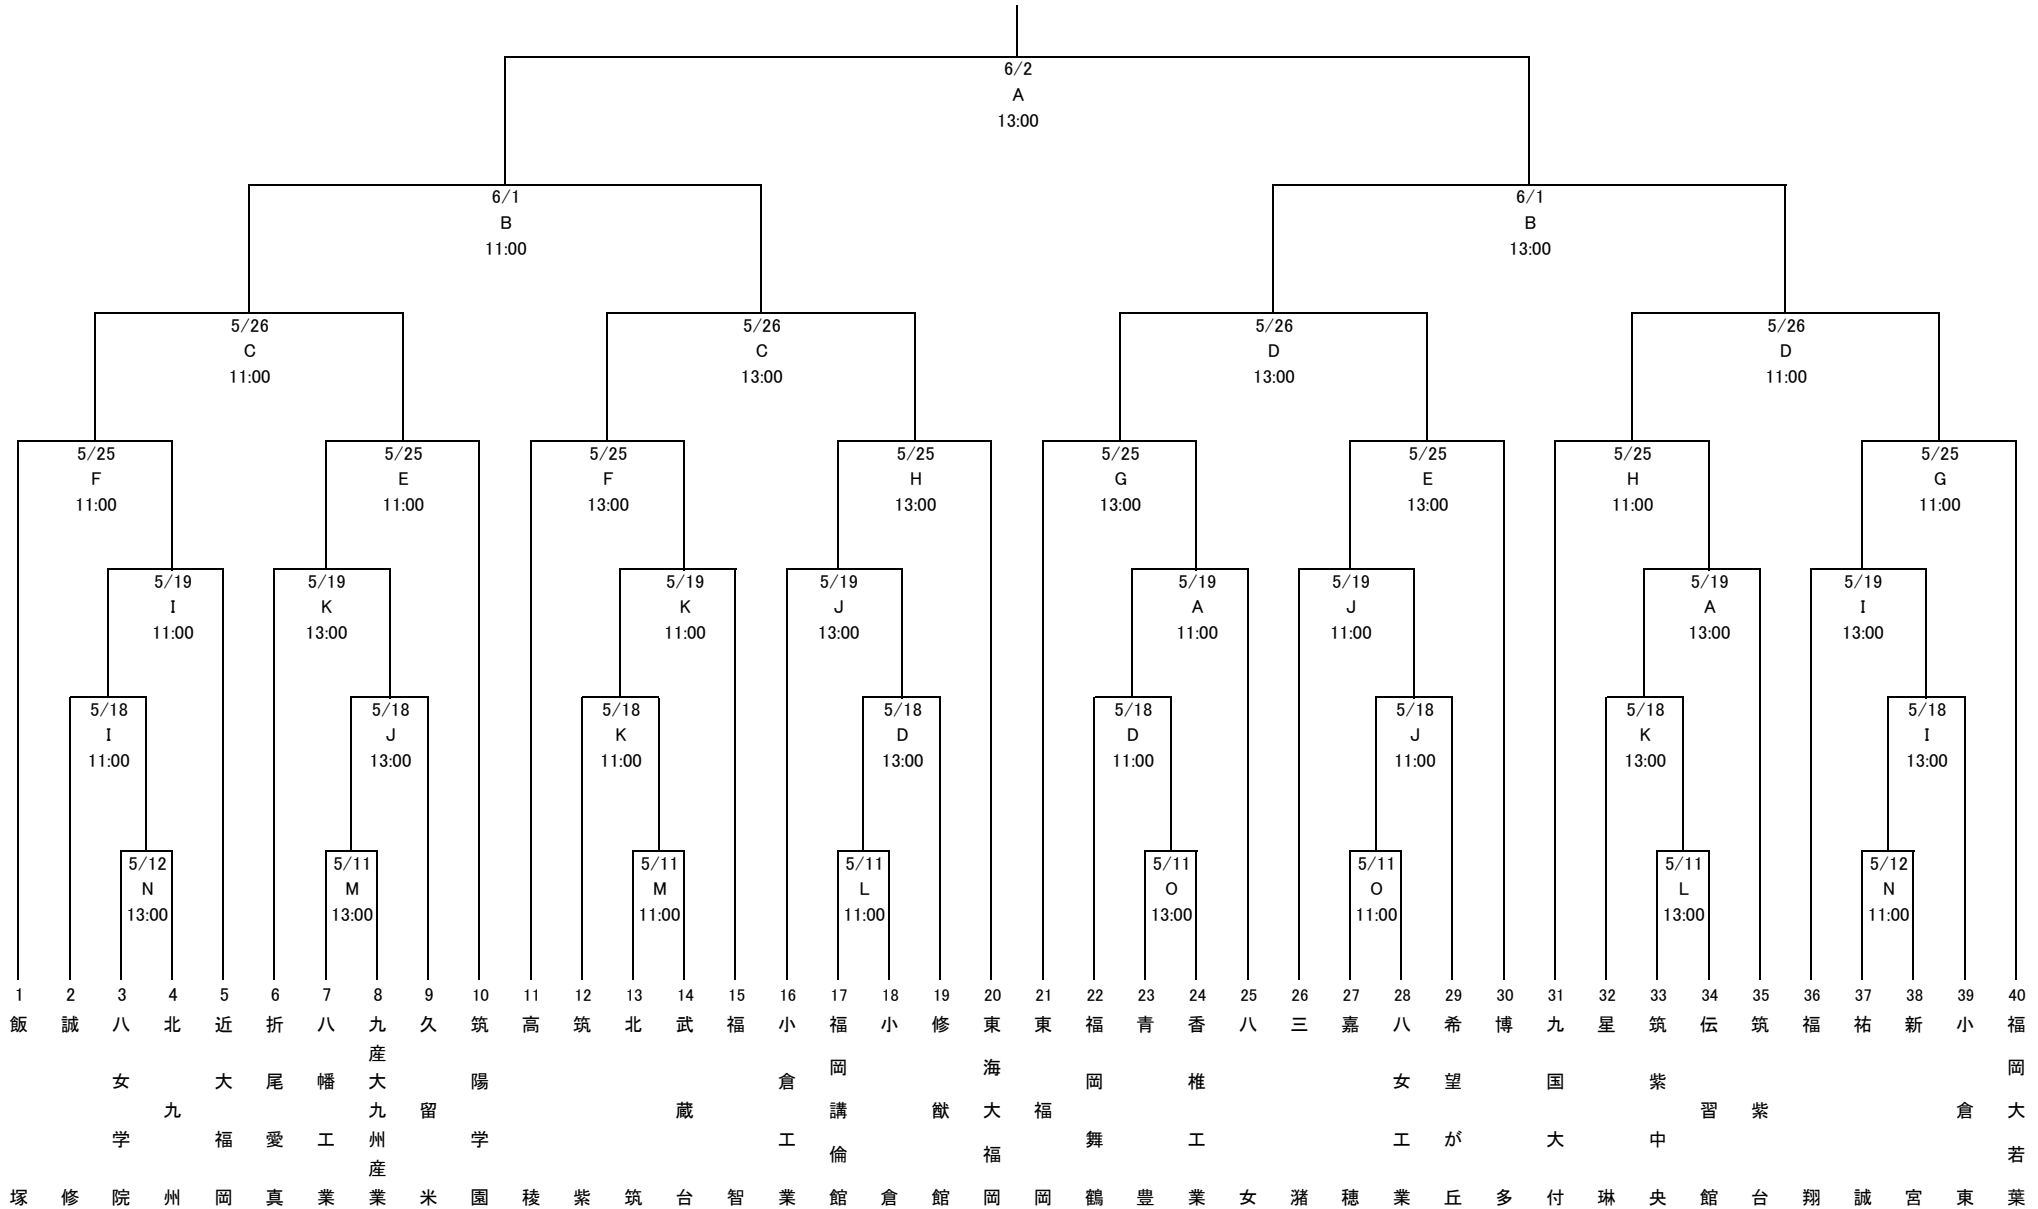 6/2
A
13:00
6/1
B
11:00
6/1
B
13:00
5/26
C
11:00
5/26
C
13:00
5/26
D
13:00
5/26
D
11:00
5/25
F
11:00
5/25
E
11:00
5/25
F
13:00
5/25
H
13:00
5/25
G
13:00
5/25
E
13:00
5/25
H
11:00
5/25
G
11:00
5/19
I
11:00
5/19
K
13:00
5/19
K
11:00
5/19
J
13:00
5/19
A
11:00
5/19
J
11:00
5/19
A
13:00
5/19
I
13:00
5/18
I
11:00
5/18
J
13:00
5/18
K
11:00
5/18
D
13:00
5/18
D
11:00
5/18
J
11:00
5/18
K
13:00
5/18
I
13:00
5/12
N
13:00
5/11
M
13:00
5/11
M
11:00
5/11
L
11:00
5/11
O
13:00
5/11
O
11:00
5/11
L
13:00
5/12
N
11:00
1
飯塚
2
誠修
3
八女学院
4
北九州
5
近大福岡
6
折尾愛真
7
八幡工業
8
九産大九州産業
9
久留米
10
筑陽学園
11
高稜
12
筑紫
13
北筑
14
武蔵台
15
福智
16
小倉工業
17
福岡講倫館
18
小倉
19
修猷館
20
東海大福岡
21
東福岡
22
福岡舞鶴
23
青豊
24
香椎工業
25
八女
26
三潴
27
嘉穂
28
八女工業
29
希望が丘
30
博多
31
九国大付
32
星琳
33
筑紫中央
34
伝習館
35
筑紫台
36
福翔
37
祐誠
38
新宮
39
小倉東
40
福岡大若葉